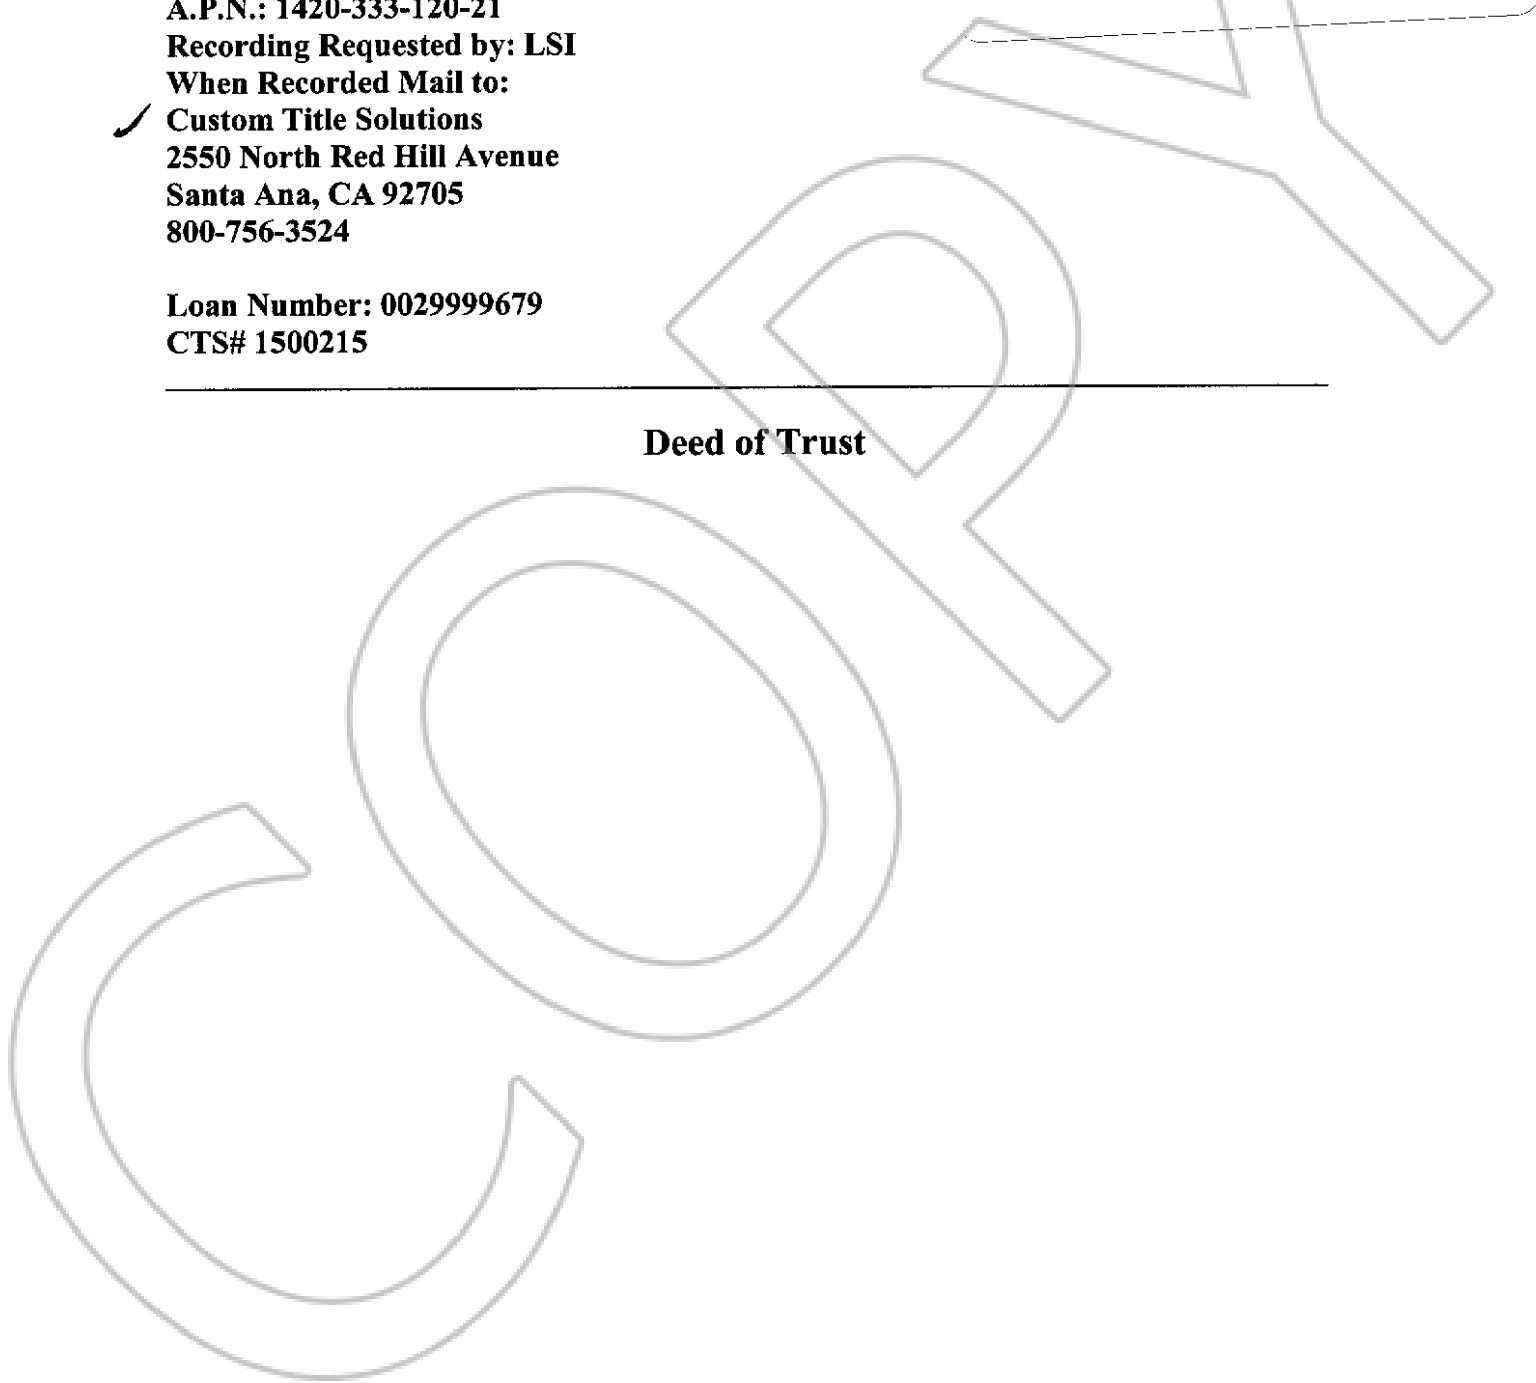 A.P.N.: 1420-333-120-21
Recording Requested by: LSI
When Recorded Mail to:
Custom Title Solutions
2550 North Red Hill Avenue
Santa Ana, CA 92705
800-756-3524
Loan Number: 0029999679
CTS# 1500215
Deed of Trust
COPY